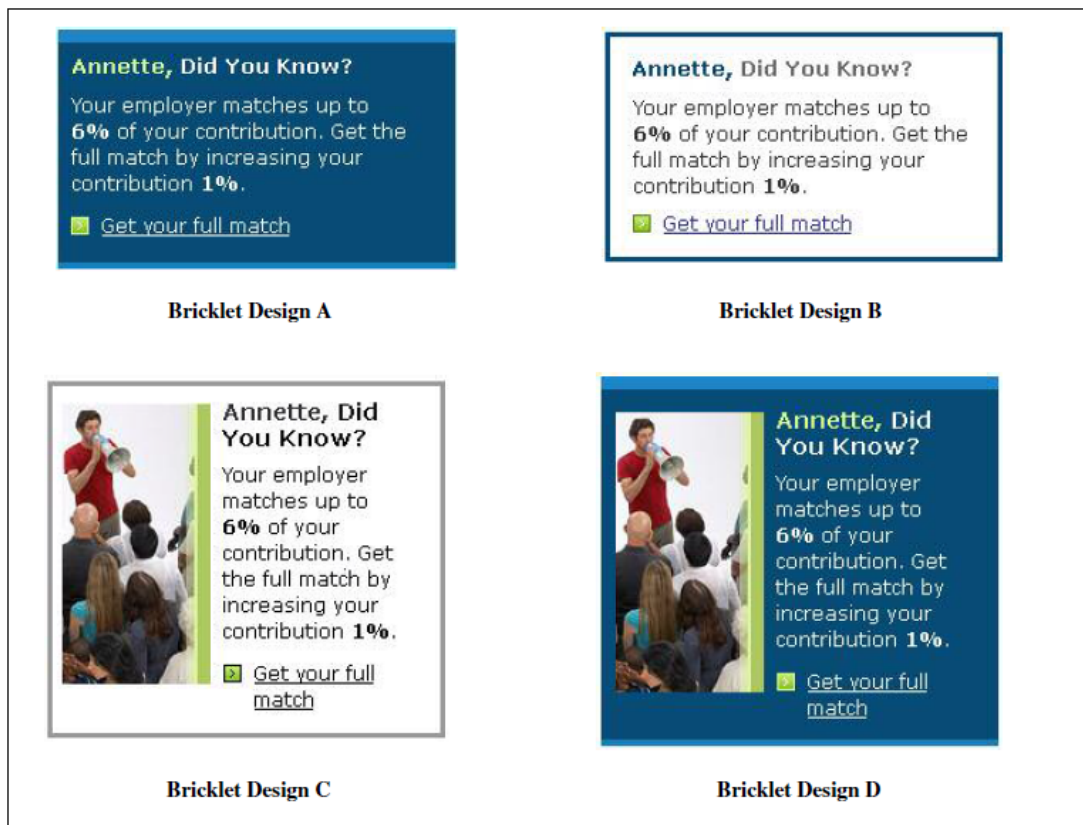 Annette, Did You Know?
Your employer matches up to
6% of your contribution. Get the
full match by increasing your
contribution 1%.
Get your full match
Bricklet Design A
Annette, Did You Know?
Your employer matches up to
6% of your contribution. Get the
full match by increasing your
contribution 1%.
Get your full match
Bricklet Design B
Annette, Did
You Know?
Your employer
matches up to
6% of your
contribution. Get
the full match by
increasing your
contribution 1%.
Get your full
match
Bricklet Design C
Annette, Did
You Know?
Your employer
matches up to
6% of your
contribution. Get
the full match by
increasing your
contribution 1%.
Get your full
match
Bricklet Design D